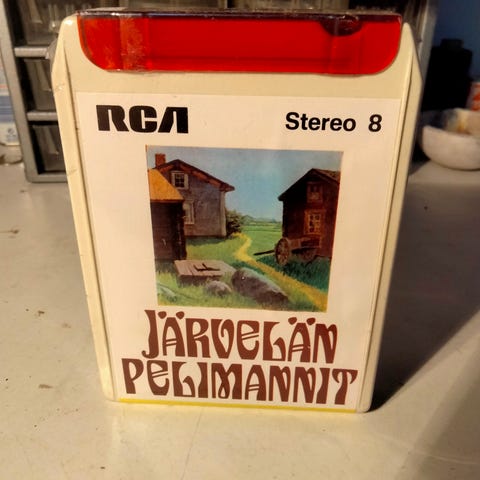 RCA
Stereo 8
JÄRVELÄN
PELIMANNIT